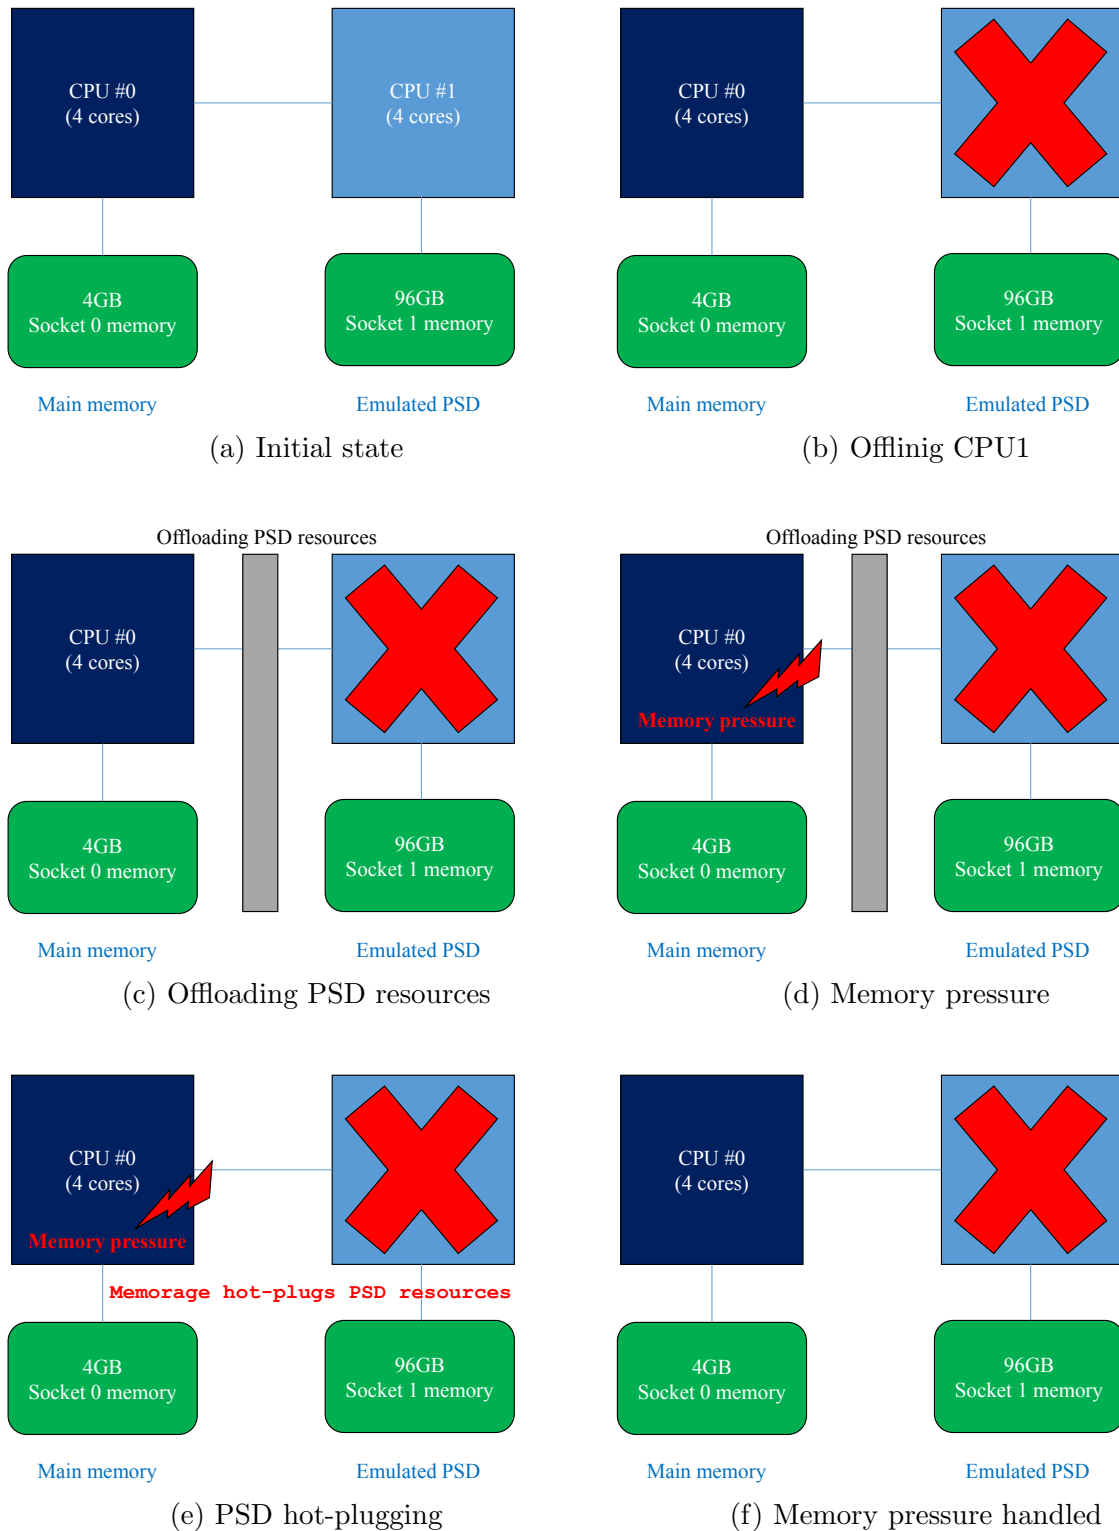 CPU #0
(4 cores)
CPU #1
(4 cores)
4GB
Socket 0 memory
96GB
Socket 1 memory
Main memory
Emulated PSD
(a) Initial state
CPU #0
(4 cores)
4GB
Socket 0 memory
96GB
Socket 1 memory
Main memory
Emulated PSD
(b) Offlinig CPU1
Offloading PSD resources
CPU #0
(4 cores)
4GB
Socket 0 memory
96GB
Socket 1 memory
Main memory
Emulated PSD
(c) Offloading PSD resources
Offloading PSD resources
CPU #0
(4 cores)
Memory pressure
4GB
Socket 0 memory
96GB
Socket 1 memory
Main memory
Emulated PSD
(d) Memory pressure
CPU #0
(4 cores)
Memory pressure
Memorage hot-plugs PSD resources
4GB
Socket 0 memory
96GB
Socket 1 memory
Main memory
Emulated PSD
(e) PSD hot-plugging
CPU #0
(4 cores)
4GB
Socket 0 memory
96GB
Socket 1 memory
Main memory
Emulated PSD
(f) Memory pressure handled